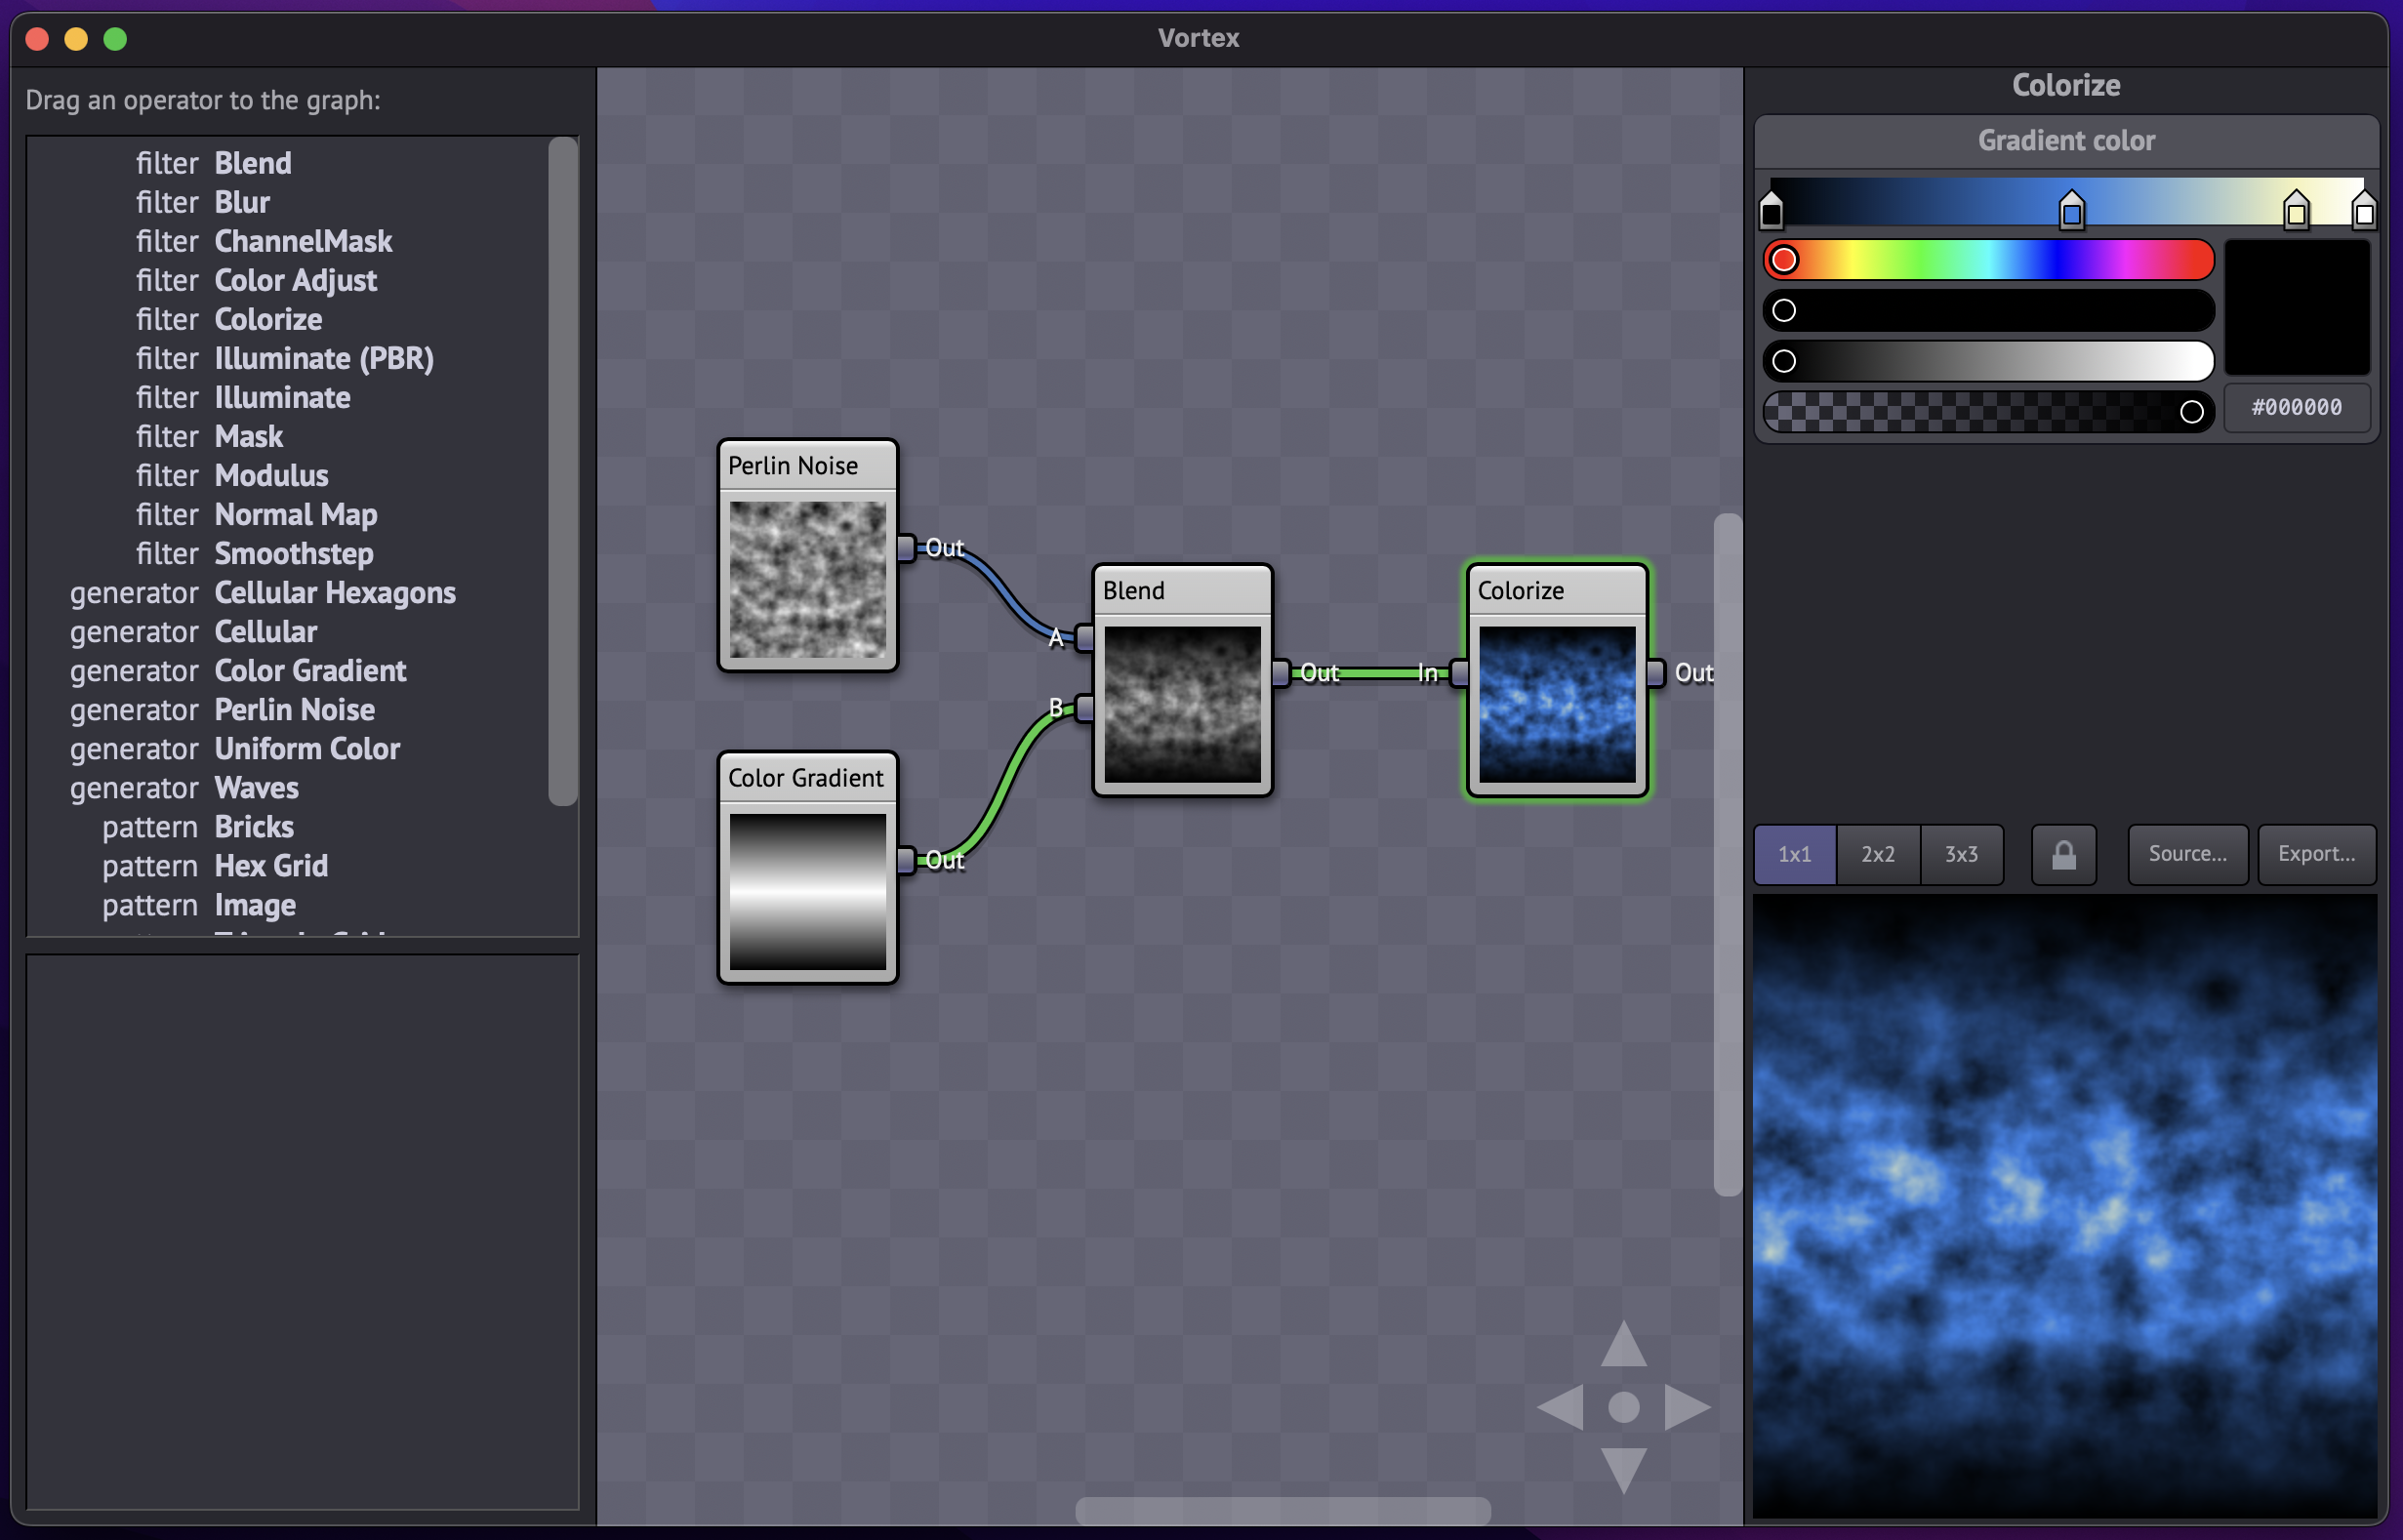 Vortex
Drag an operator to the graph:
filter Blend
filter Blur
filter ChannelMask
filter Color Adjust
filter Colorize
filter Illuminate (PBR)
filter Illuminate
filter Mask
filter Modulus
filter Normal Map
filter Smoothstep
generator Cellular Hexagons
generator Cellular
generator Color Gradient
generator Perlin Noise
generator Uniform Color
generator Waves
pattern Bricks
pattern Hex Grid
pattern Image
Perlin Noise
Out
Color Gradient
Out
Blend
A
B
Out
Colorize
In
Out
Colorize
Gradient color
#000000
1x1 2x2 3x3 Source... Export...